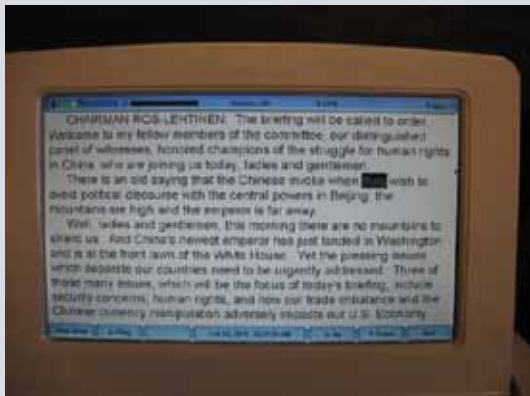 CHAIRMAN ROS-LEHTINEN: The briefing will be called to order.
Welcome to my fellow members of the committee, our distinguished
panel of witnesses, honored champions of the struggle for human rights
in China, who are joining us today, ladies and gentlemen.
There is an old saying that the Chinese invoke when they wish to
avoid political discourse with the central powers in Beijing: the
mountains are high and the emperor is far away.
Well, ladies and gentlemen, this morning there are no mountains to
shield us. And China's newest emperor has just landed in Washington
and is at the front lawn of the White House. Yet the pressing issues
which separate our countries need to be urgently addressed. Three of
those many issues, which will be the focus of today's briefing, include
security concerns, human rights, and how our trade imbalance and the
Chinese currency manipulation adversely impacts our U.S. Economy